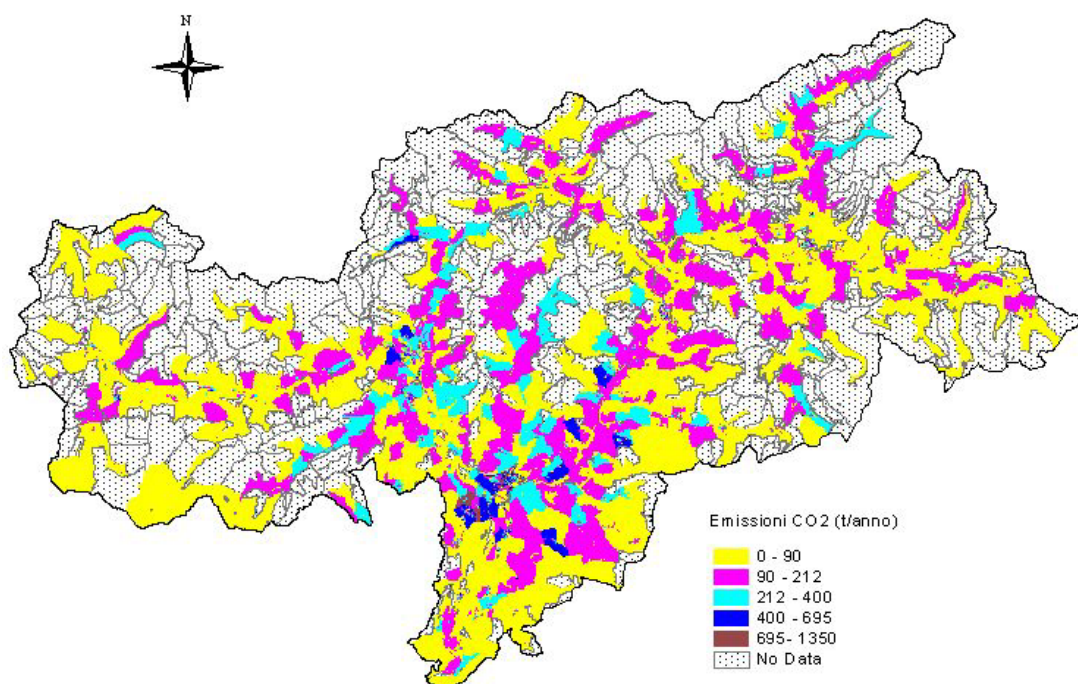 N
Emissioni CO2 (t/anno)
0 - 90
90 - 212
212 - 400
400 - 695
695- 1350
No Data